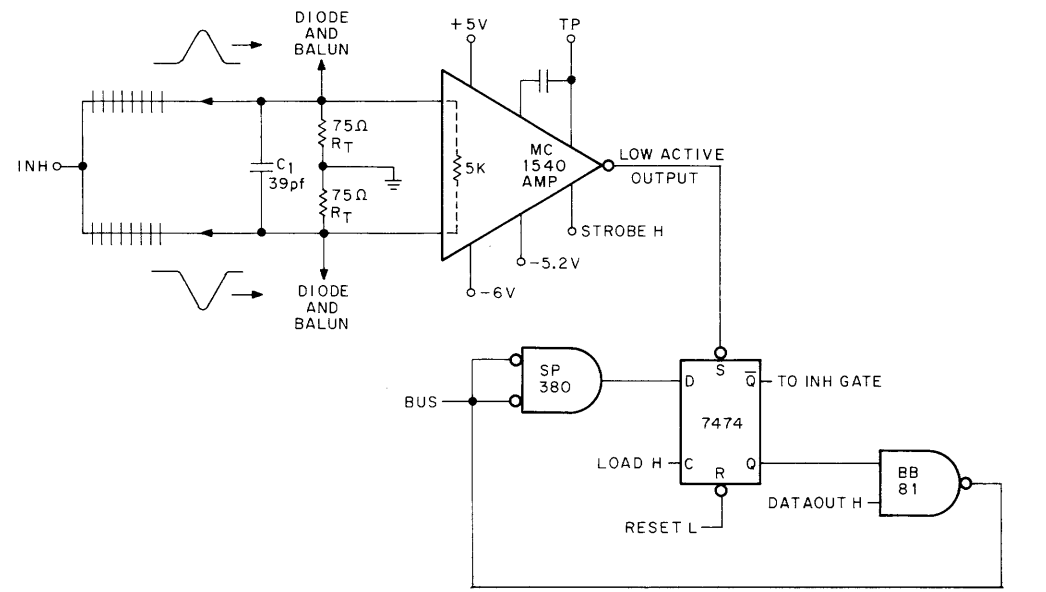 DIODE
AND
BALUN
+5V
TP
75Ω
RT
MC
1540
AMP
LOW ACTIVE
OUTPUT
INH
C1
39pf
5K
75Ω
RT
STROBE H
-5.2V
-6V
DIODE
AND
BALUN
SP
380
D
S
Q̅
TO INH GATE
BUS
7474
LOAD H
C
R
Q
BB
81
DATAOUT H
RESET L